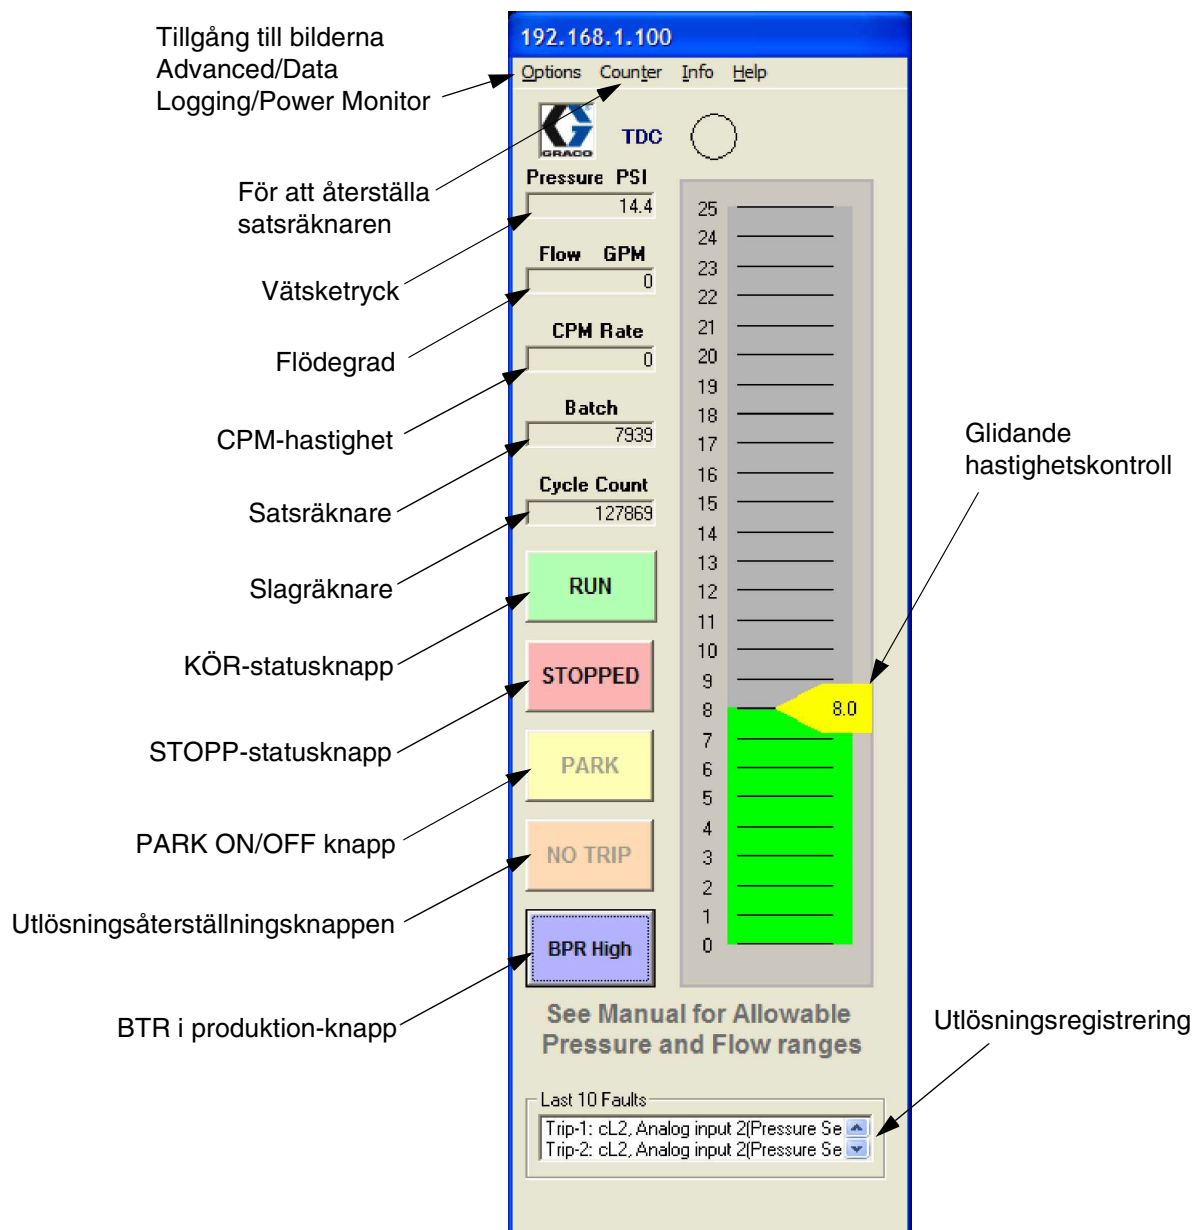 Tillgång till bilderna
Advanced/Data
Logging/Power Monitor
För att återställa
satsräknaren
Vätsketryck
Flödegrad
CPM-hastighet
Satsräknare
Slagräknare
KÖR-statusknapp
STOPP-statusknapp
PARK ON/OFF knapp
Utlösningsåterställningsknappen
BTR i produktion-knapp
192.168.1.100
Options Counter Info Help
GRACO
TDC
Pressure PSI
14.4
Flow GPM
0
CPM Rate
0
Batch
7939
Cycle Count
127869
RUN
STOPPED
PARK
NO TRIP
BPR High
25
24
23
22
21
20
19
18
17
16
15
14
13
12
11
10
9
8
7
6
5
4
3
2
1
0
8.0
See Manual for Allowable
Pressure and Flow ranges
Last 10 Faults
Trip-1: cL2, Analog input 2(Pressure Se
Trip-2: cL2, Analog input 2(Pressure Se
Glidande
hastighetskontroll
Utlösningsregistrering